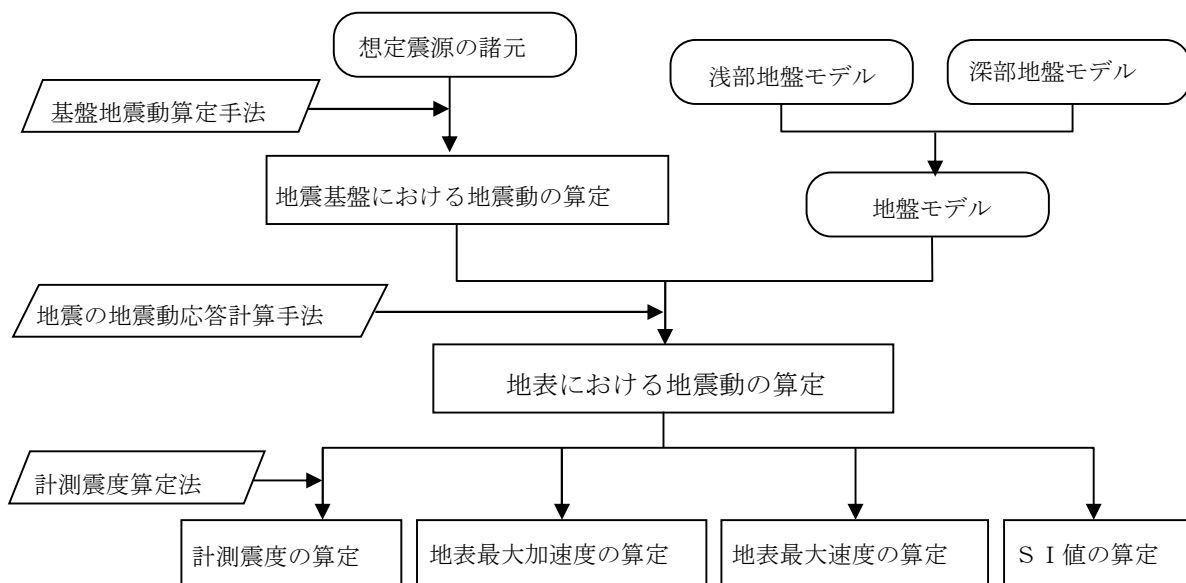 想定震源の諸元
浅部地盤モデル
深部地盤モデル
基盤地震動算定手法
地震基盤における地震動の算定
地盤モデル
地震の地震動応答計算手法
地表における地震動の算定
計測震度算定法
計測震度の算定
地表最大加速度の算定
地表最大速度の算定
ＳＩ値の算定